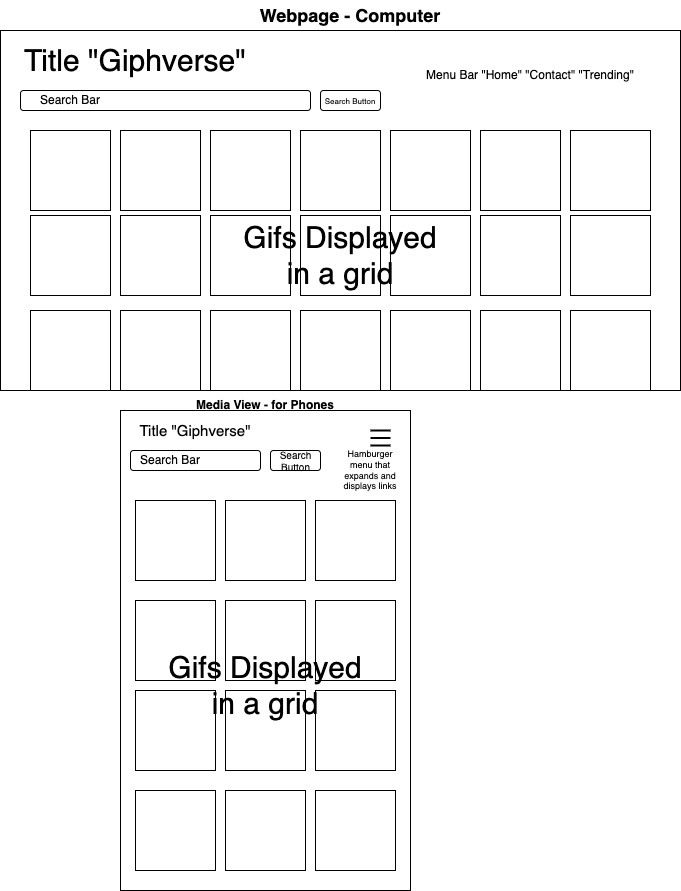 Webpage - Computer
Title "Giphverse"
Menu Bar "Home" "Contact" "Trending"
Search Bar
Search Button
Gifs Displayed
in a grid
Media View - for Phones
Title "Giphverse"
Search Bar
Search
Button
Hamburger
menu that
expands and
displays links
Gifs Displayed
in a grid